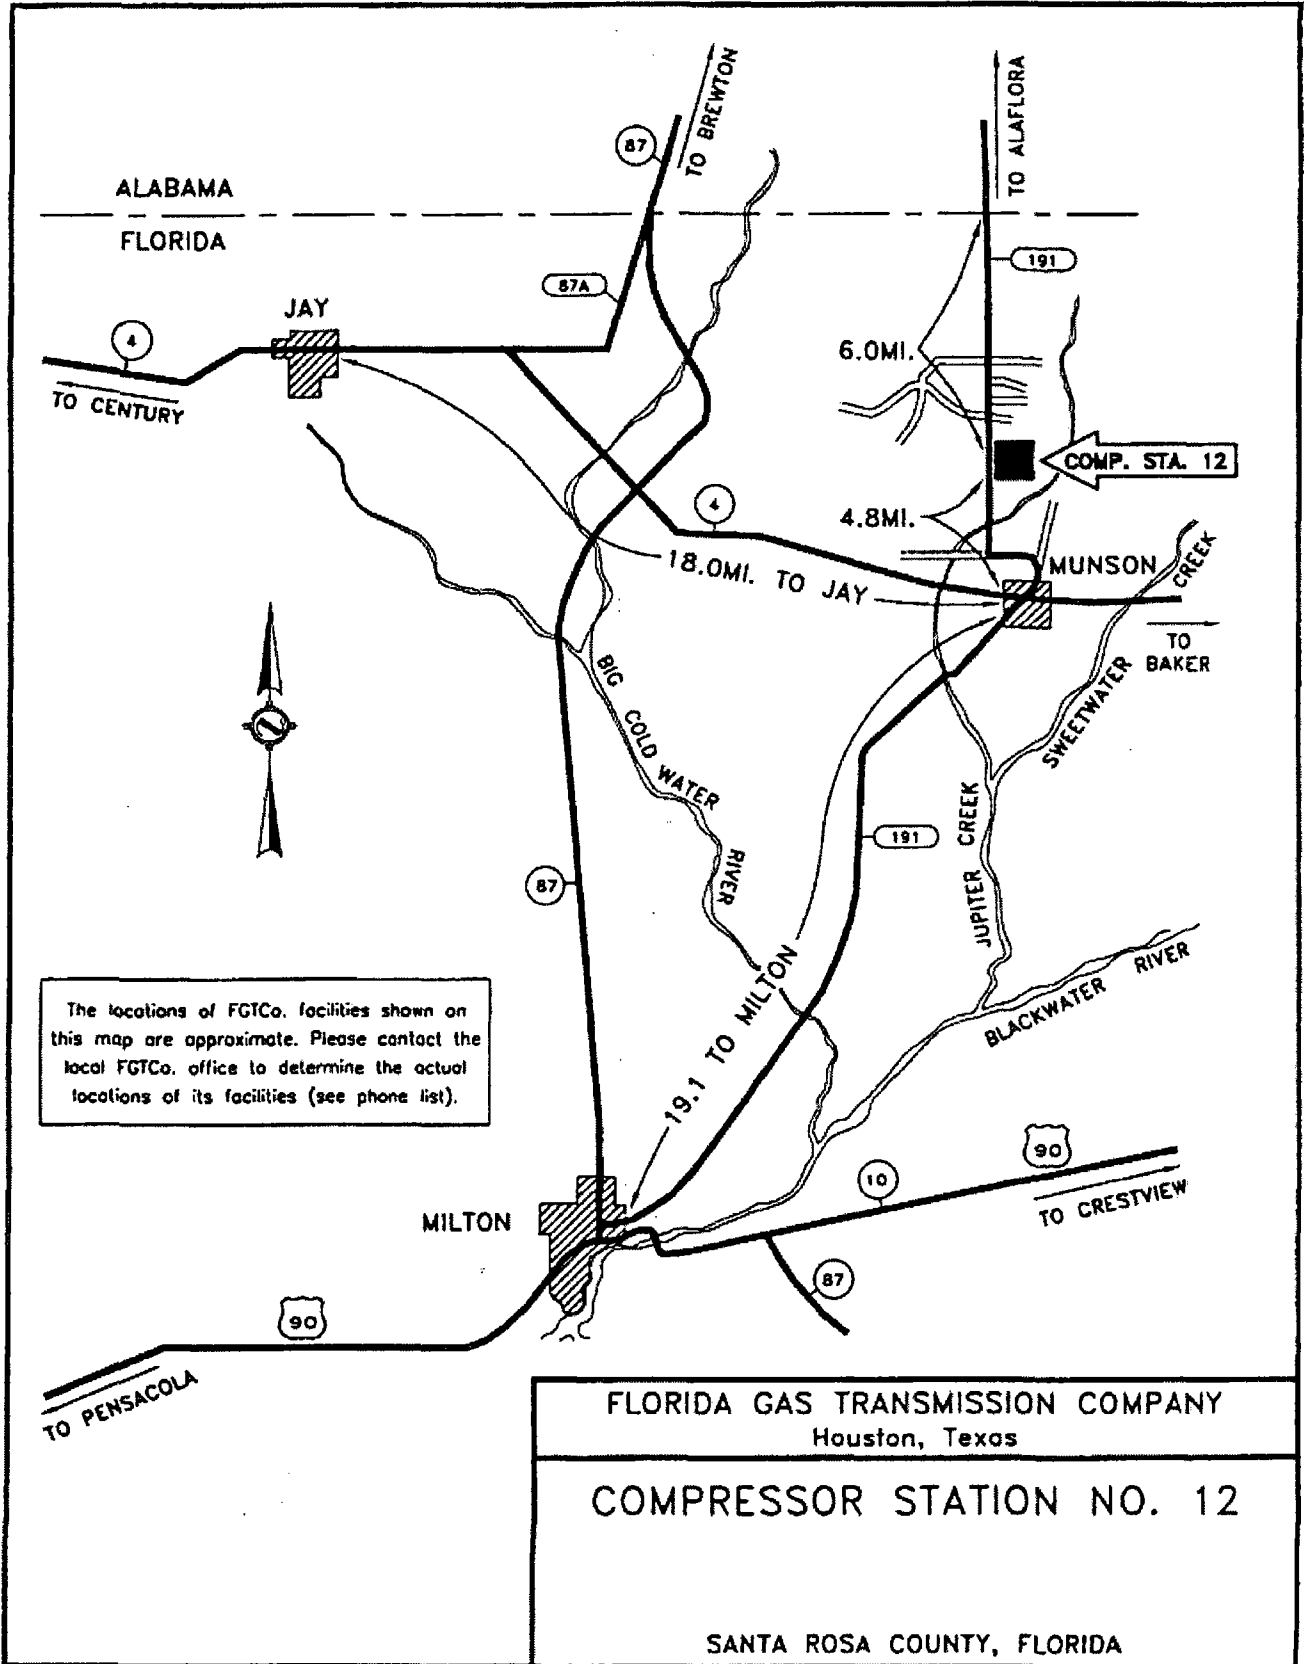 TO BREWTON
TO ALAFLORA
87
ALABAMA
FLORIDA
191
87A
JAY
4
6.0MI.
TO CENTURY
COMP. STA. 12
4
4.8MI.
18.0MI. TO JAY
MUNSON
CREEK
SWEETWATER
TO
BAKER
BIG COLD WATER RIVER
191
JUPITER CREEK
87
19.1 TO MILTON
BLACKWATER RIVER
The locations of FGTCo. facilities shown on
this map are approximate. Please contact the
local FGTCo. office to determine the actual
locations of its facilities (see phone list).
90
10
TO CRESTVIEW
MILTON
87
90
TO PENSACOLA
FLORIDA GAS TRANSMISSION COMPANY
Houston, Texas
COMPRESSOR STATION NO. 12
SANTA ROSA COUNTY, FLORIDA